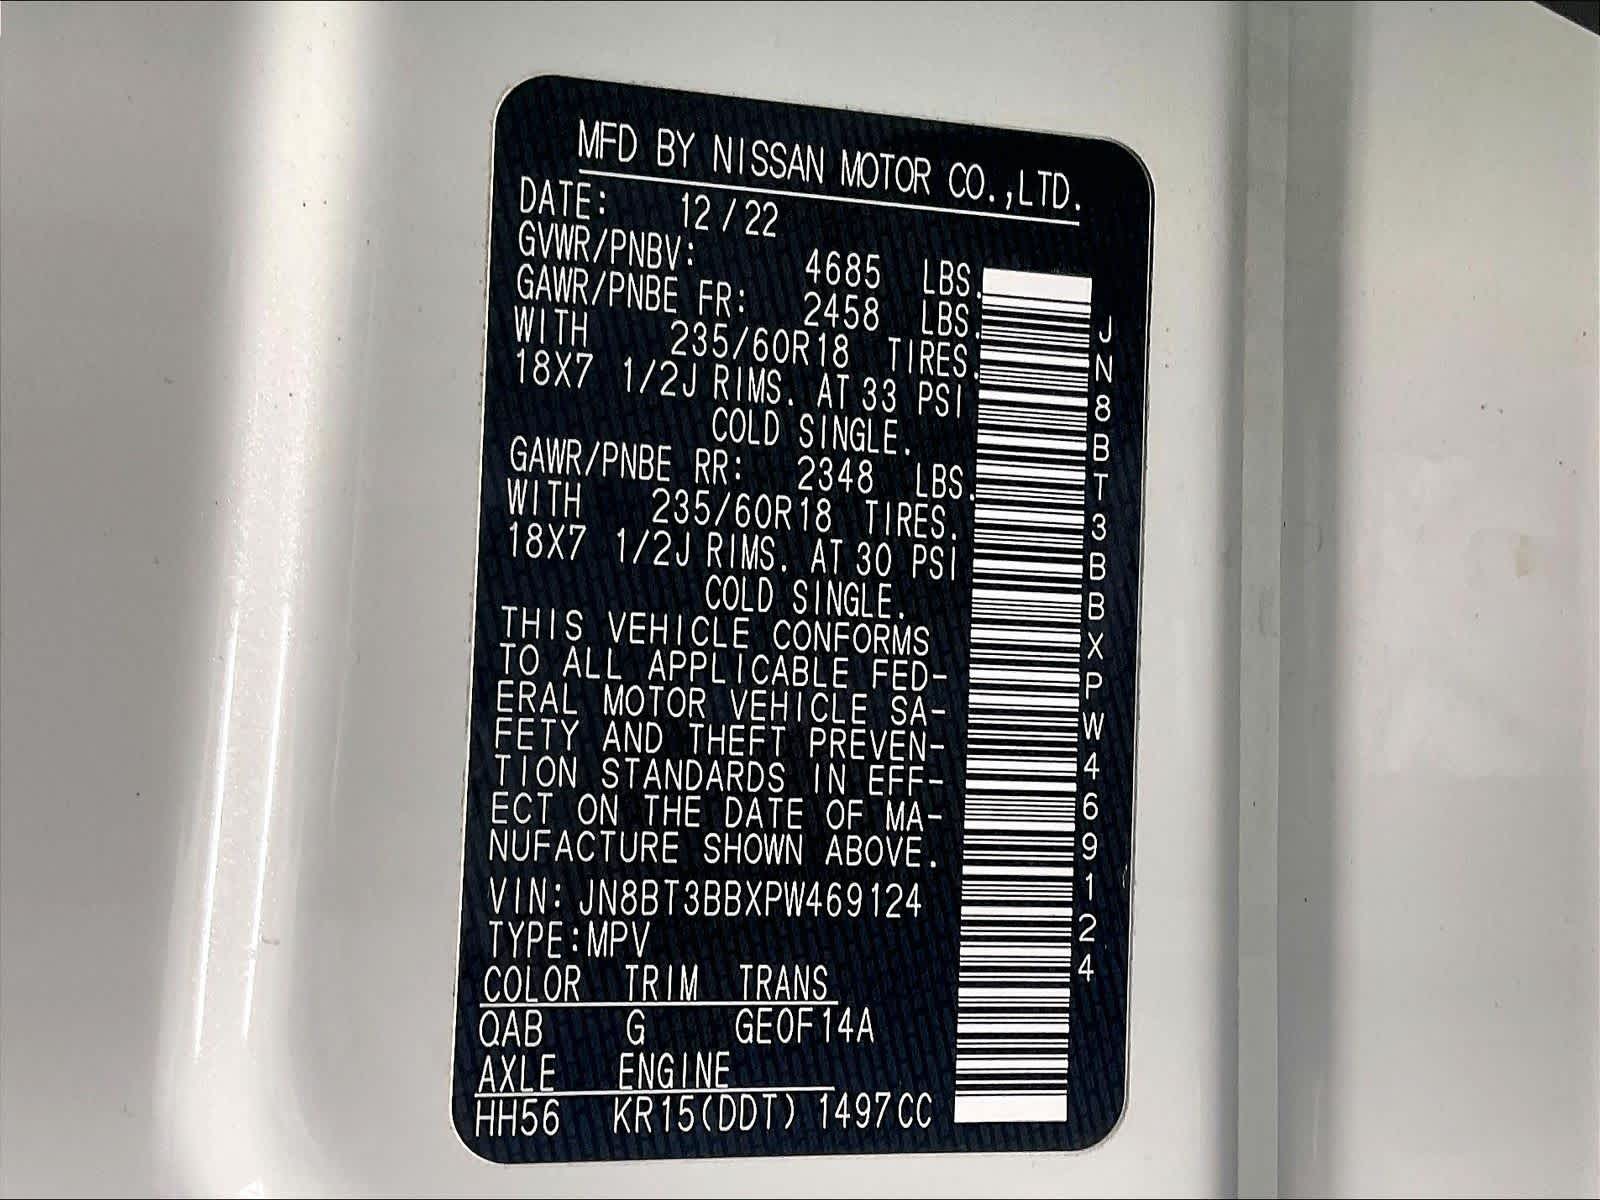 MFD BY NISSAN MOTOR CO.,LTD.
DATE: 12/22
GVWR/PNBV: 4685 LBS.
GAWR/PNBE FR: 2458 LBS.
WITH 235/60R18 TIRES.
18X7 1/2J RIMS. AT 33 PSI
COLD SINGLE.
GAWR/PNBE RR: 2348 LBS.
WITH 235/60R18 TIRES.
18X7 1/2J RIMS. AT 30 PSI
COLD SINGLE.
THIS VEHICLE CONFORMS
TO ALL APPLICABLE FED-
ERAL MOTOR VEHICLE SA-
FETY AND THEFT PREVEN-
TION STANDARDS IN EFF-
ECT ON THE DATE OF MA-
NUFACTURE SHOWN ABOVE.
VIN: JN8BT3BBXPW469124
TYPE:MPV
COLOR TRIM TRANS
QAB G GE0F14A
AXLE ENGINE
HH56 KR15(DDT) 1497CC
JN8BT3BBXPW469124